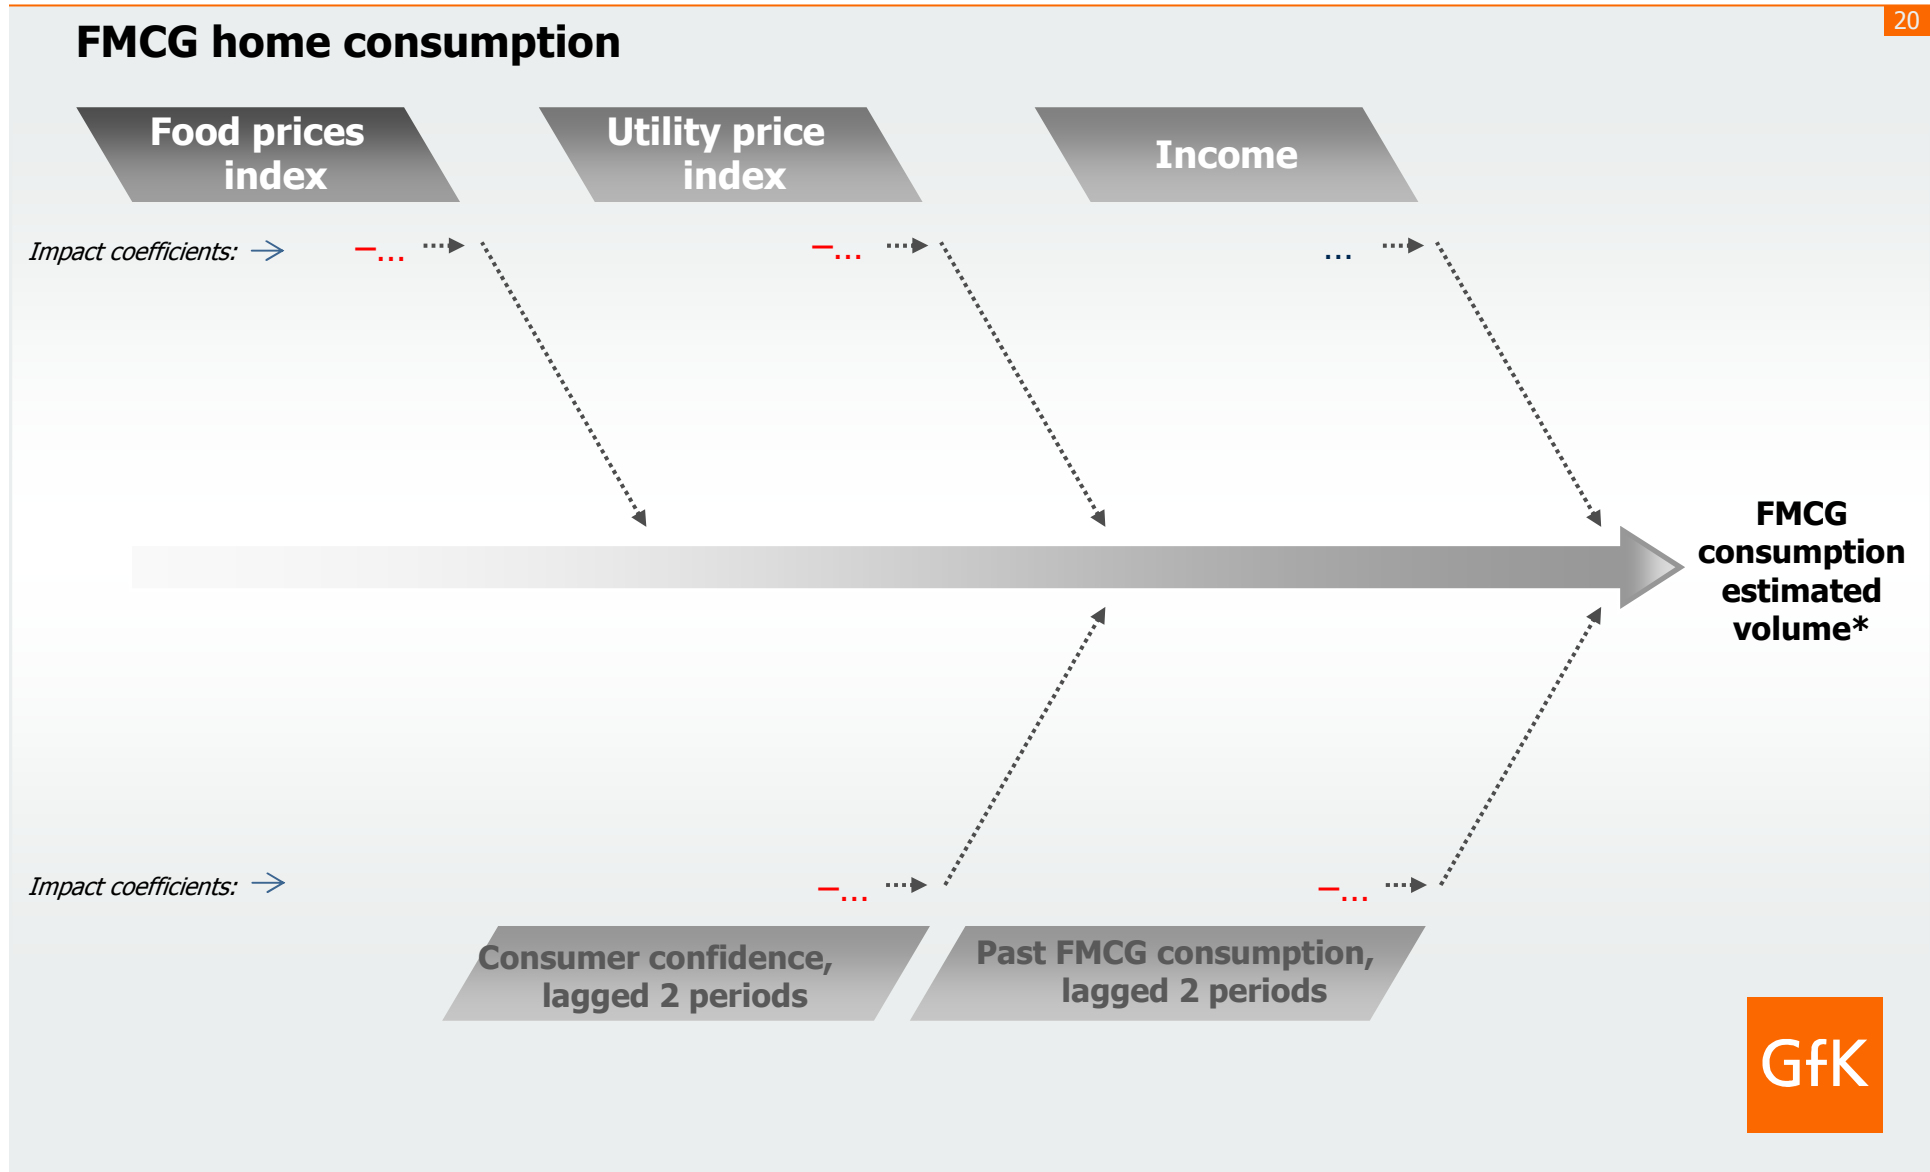 20
FMCG home consumption
Food prices
index
Utility price
index
Income
Impact coefficients:
–...
–...
...
FMCG
consumption
estimated
volume*
Impact coefficients:
–...
–...
Consumer confidence,
lagged 2 periods
Past FMCG consumption,
lagged 2 periods
GfK